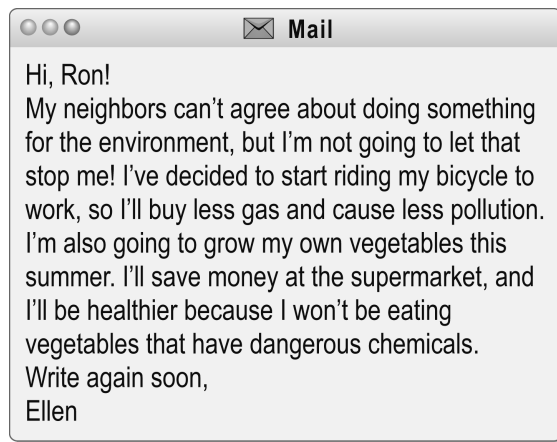 Mail
Hi, Ron!
My neighbors can’t agree about doing something
for the environment, but I’m not going to let that
stop me! I’ve decided to start riding my bicycle to
work, so I’ll buy less gas and cause less pollution.
I’m also going to grow my own vegetables this
summer. I’ll save money at the supermarket, and
I’ll be healthier because I won’t be eating
vegetables that have dangerous chemicals.
Write again soon,
Ellen